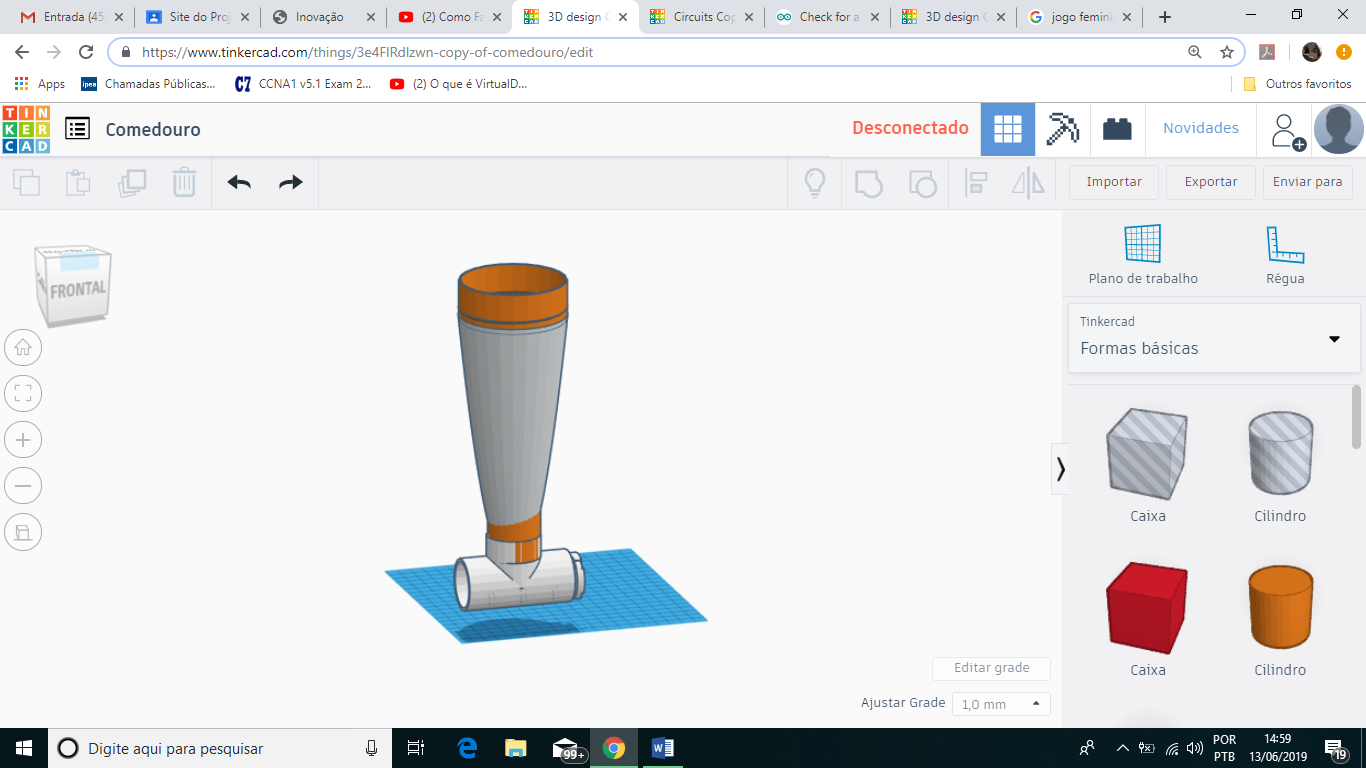 Entrada (45
Site do Proj
Inovação
(2) Como Fa
3D design C
Circuits Cop
Check for a
3D design C
jogo femini
https://www.tinkercad.com/things/3e4FlRdlzwn-copy-of-comedouro/edit
Apps
ipea
Chamadas Públicas...
C7
CCNA1 v5.1 Exam 2...
(2) O que é VirtualD...
Outros favoritos
TIN
KER
CAD
Comedouro
Desconectado
Novidades
Importar
Exportar
Enviar para
FRONTAL
Plano de trabalho
Régua
Tinkercad
Formas básicas
Caixa
Cilindro
Caixa
Cilindro
Editar grade
Ajustar Grade
1,0 mm
Digite aqui para pesquisar
99+
POR
PTB
14:59
13/06/2019
19